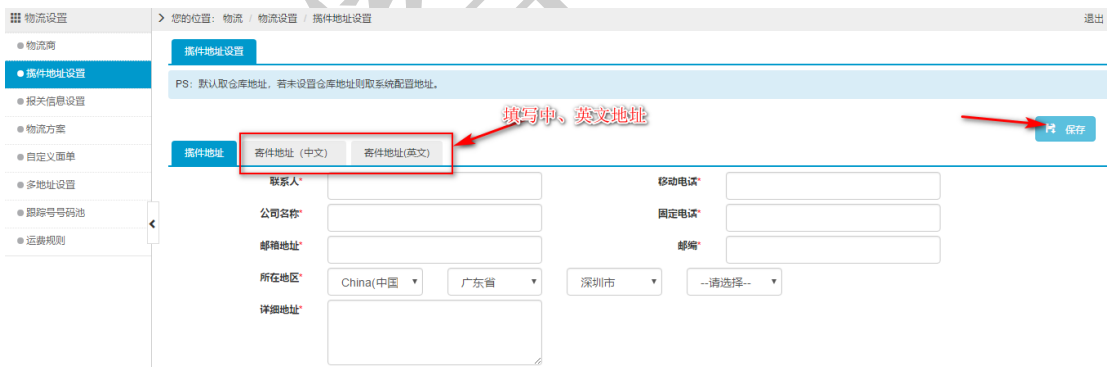 物流设置
您的位置: 物流 / 物流设置 / 揽件地址设置
退出
物流商
揽件地址设置
报关信息设置
物流方案
自定义面单
多地址设置
跟踪号号码池
运费规则
揽件地址设置
PS: 默认取仓库地址, 若未设置仓库地址则取系统配置地址。
填写中、英文地址
保存
揽件地址 寄件地址 (中文) 寄件地址(英文)
联系人* 移动电话*
公司名称* 固定电话*
邮箱地址* 邮编*
所在地区* China(中国 广东省 深圳市 --请选择--
详细地址*